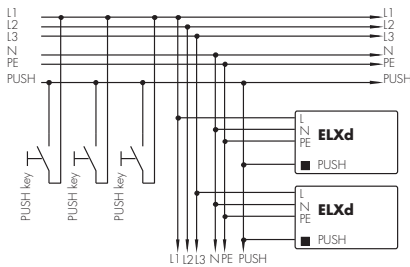 L1 L1
L2 L2
L3 L3
N N
PE PE
PUSH PUSH
L
N ELXd
PE
PUSH
PUSH key PUSH key PUSH key
L
N ELXd
PE
PUSH
L1 L2 L3 N PE PUSH